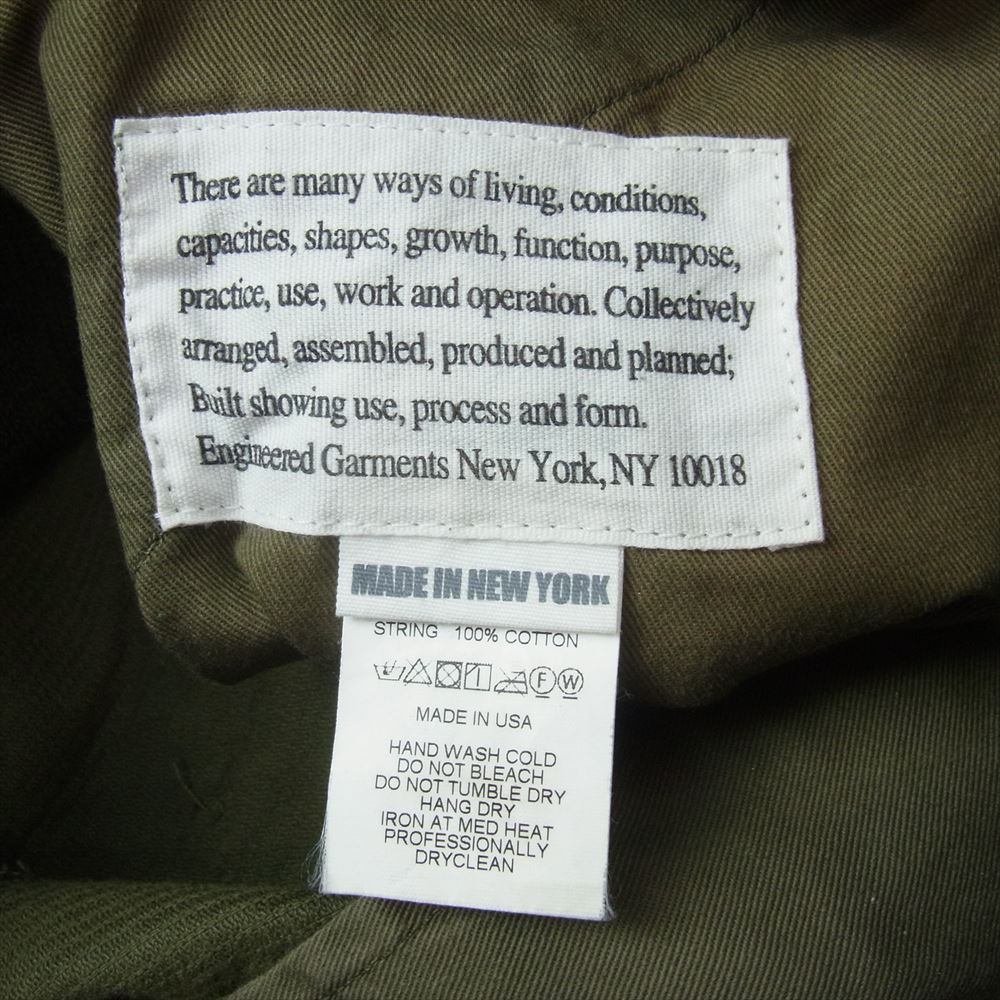 There are many ways of living, conditions,
capacities, shapes, growth, function, purpose,
practice, use, work and operation. Collectively
arranged, assembled, produced and planned;
Built showing use, process and form.
Engineered Garments New York, NY 10018
MADE IN NEW YORK
STRING 100% COTTON
F W
MADE IN USA
HAND WASH COLD
DO NOT BLEACH
DO NOT TUMBLE DRY
HANG DRY
IRON AT MED HEAT
PROFESSIONALLY
DRYCLEAN